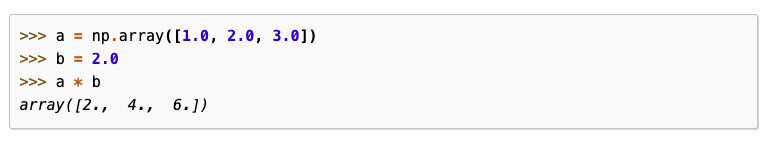 >>> a = np.array([1.0, 2.0, 3.0])
>>> b = 2.0
>>> a * b
array([2.,  4.,  6.])